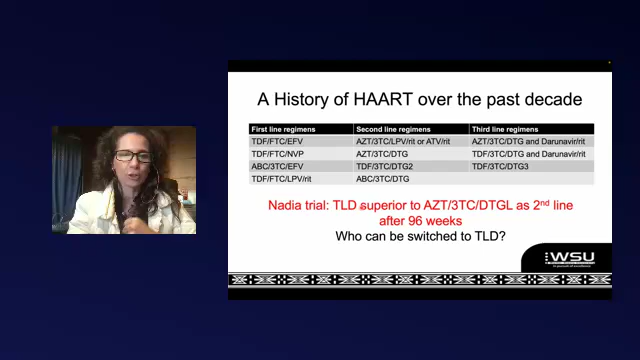 A History of HAART over the past decade
First line regimens Second line regimens Third line regimens
TDF/FTC/EFV AZT/3TC/LPV/rit or ATV/rit AZT/3TC/DTG and Darunavir/rit
TDF/FTC/NVP AZT/3TC/DTG TDF/3TC/DTG and Darunavir/rit
ABC/3TC/EFV TDF/3TC/DTG2 TDF/3TC/DTG3
TDF/FTC/LPV/rit ABC/3TC/DTG
Nadia trial: TLD superior to AZT/3TC/DTGL as 2nd line
after 96 weeks
Who can be switched to TLD?
WSU